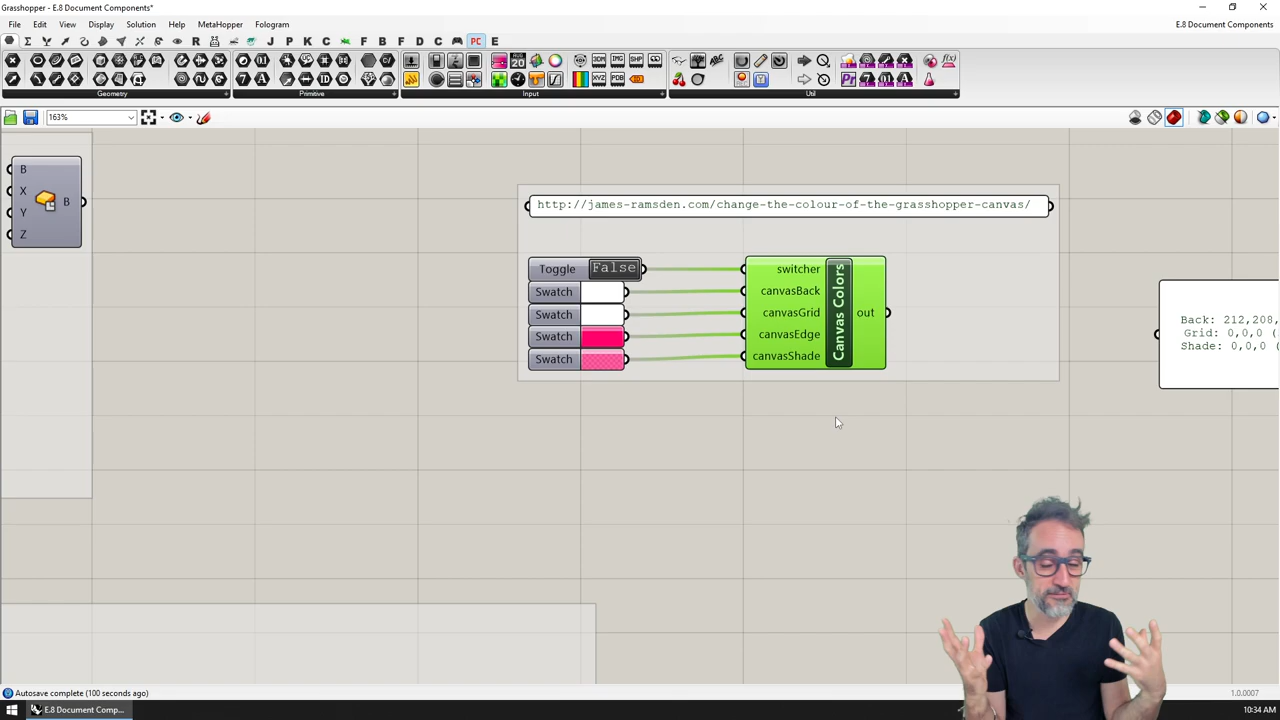 Grasshopper - E.8 Document Components*
File Edit View Display Solution Help MetaHopper Fologram
E.8 Document Components
Σ J P K C F B F D C PC E
R
Geometry Primitive Input Util
163%
B
X
Y
Z
B
http://james-ramsden.com/change-the-colour-of-the-grasshopper-canvas/
Toggle False
Swatch
Swatch
Swatch
Swatch
switcher
canvasBack
canvasGrid
canvasEdge
canvasShade
Canvas Colors
out
Back: 212,208,
Grid: 0,0,0 (
Shade: 0,0,0 (
Autosave complete (100 seconds ago)
1.0.0007
E.8 Document Comp...
10:34 AM